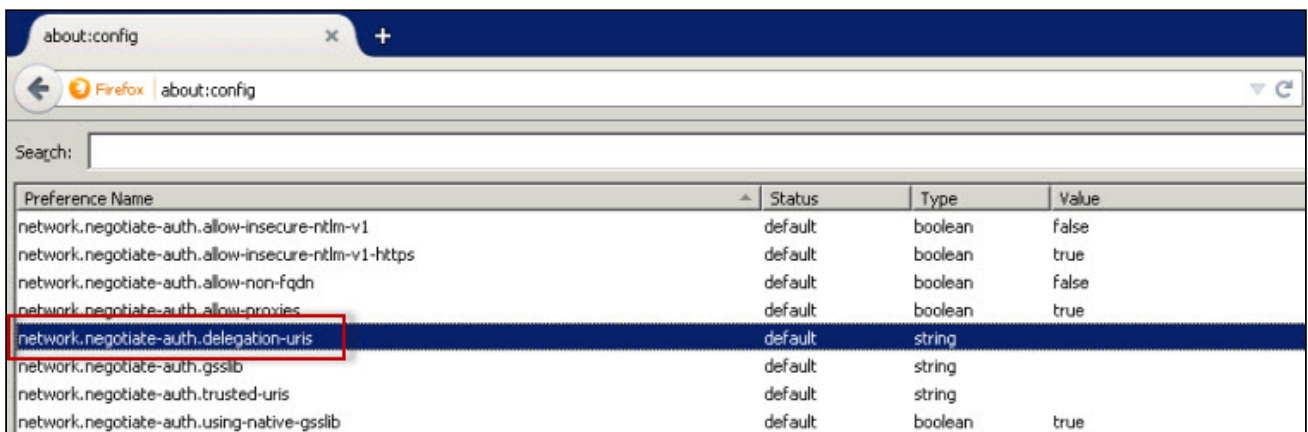 about:config
Firefox about:config
Search:
Preference Name Status Type Value
network.negotiate-auth.allow-insecure-ntlm-v1 default boolean false
network.negotiate-auth.allow-insecure-ntlm-v1-https default boolean true
network.negotiate-auth.allow-non-fqdn default boolean false
network.negotiate-auth.allow-proxies default boolean true
network.negotiate-auth.delegation-uris default string
network.negotiate-auth.gsslib default string
network.negotiate-auth.trusted-uris default string
network.negotiate-auth.using-native-gsslib default boolean true